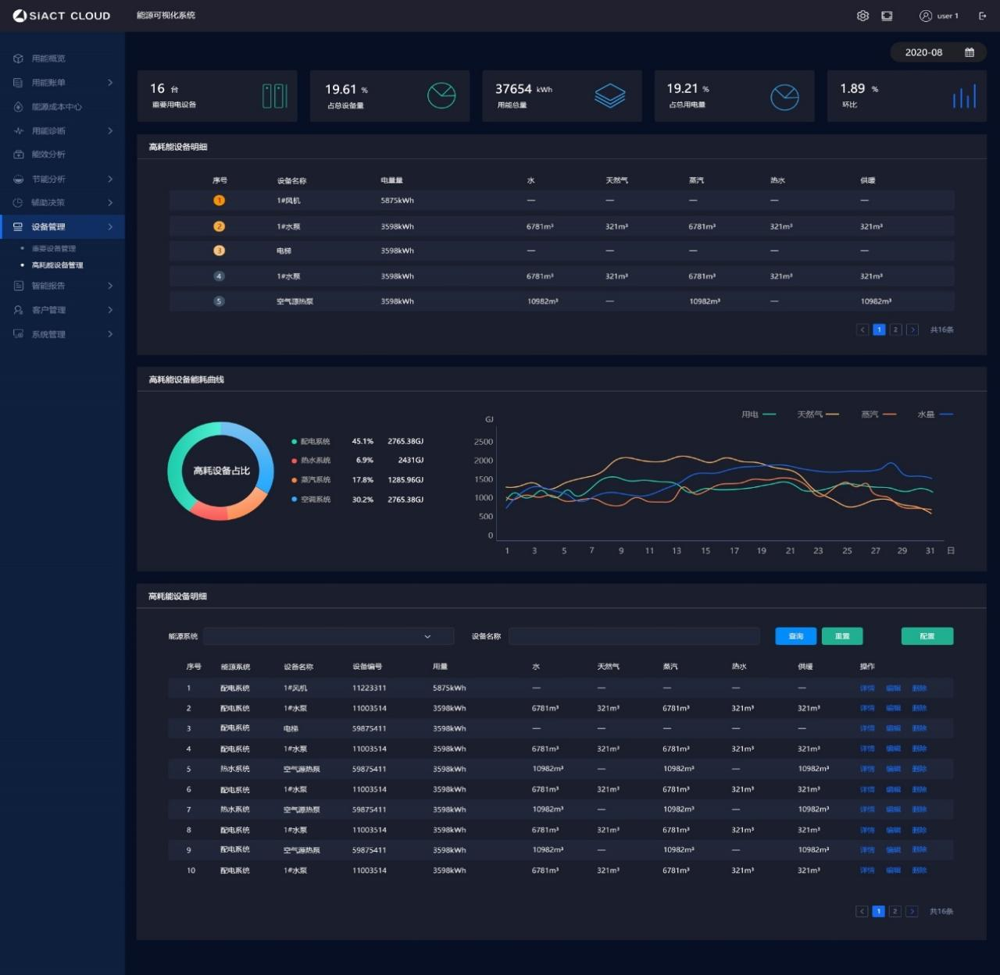 SiACT CLOUD 能源可视化系统 user 1
2020-08
用能概览
用能账单
能源成本中心
用能诊断
能效分析
节能分析
辅助决策
设备管理
重要设备管理
高耗能设备管理
智能报告
客户管理
系统管理
16 台
重要用电设备
19.61 %
占总设备量
37654 kWh
用能总量
19.21 %
占总用电量
1.89 %
环比
高耗能设备明细
序号 设备名称 电量量 水 天然气 蒸汽 热水 供暖
1 1#风机 5875kWh — — — — —
2 1#水泵 3598kWh 6781m³ 321m³ 6781m³ 321m³ 321m³
3 电梯 3598kWh — — — — —
4 1#水泵 3598kWh 6781m³ 321m³ 6781m³ 321m³ 321m³
5 空气源热泵 3598kWh 10982m³ — 10982m³ — 10982m³
< 1 2 > 共16条
高耗能设备能耗曲线
高耗设备占比
配电系统 45.1% 2765.38GJ
热水系统 6.9% 2431GJ
蒸汽系统 17.8% 1285.96GJ
空调系统 30.2% 2765.38GJ
用电 天然气 蒸汽 水量
GJ
2500
2000
1500
1000
500
0
1 3 5 7 9 11 13 15 17 19 21 23 25 27 29 31 日
高耗能设备明细
能源系统 设备名称 查询 重置 配置
序号 能源系统 设备名称 设备编号 用量 水 天然气 蒸汽 热水 供暖 操作
1 配电系统 1#风机 11223311 5875kWh — — — — — 详情 编辑 删除
2 配电系统 1#水泵 11003514 3598kWh 6781m³ 321m³ 6781m³ 321m³ 321m³ 详情 编辑 删除
3 配电系统 电梯 59875411 3598kWh — — — — — 详情 编辑 删除
4 配电系统 1#水泵 11003514 3598kWh 6781m³ 321m³ 6781m³ 321m³ 321m³ 详情 编辑 删除
5 热水系统 空气源热泵 59875411 3598kWh 10982m³ — 10982m³ — 10982m³ 详情 编辑 删除
6 配电系统 1#水泵 11003514 3598kWh 6781m³ 321m³ 6781m³ 321m³ 321m³ 详情 编辑 删除
7 热水系统 空气源热泵 59875411 3598kWh 10982m³ — 10982m³ — 10982m³ 详情 编辑 删除
8 配电系统 1#水泵 11003514 3598kWh 6781m³ 321m³ 6781m³ 321m³ 321m³ 详情 编辑 删除
9 配电系统 空气源热泵 59875411 3598kWh 10982m³ — 10982m³ — 10982m³ 详情 编辑 删除
10 配电系统 1#水泵 11003514 3598kWh 6781m³ 321m³ 6781m³ 321m³ 321m³ 详情 编辑 删除
< 1 2 > 共16条